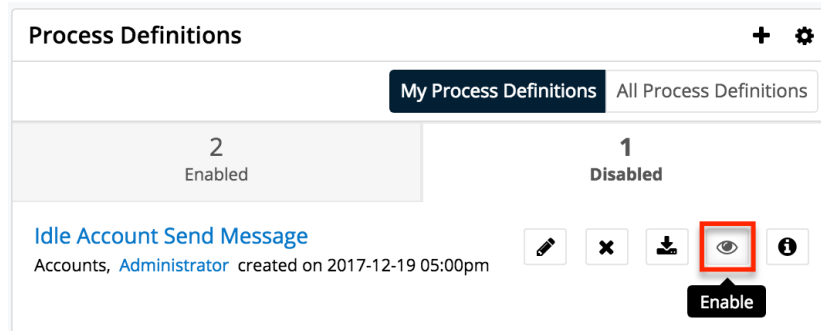 Process Definitions
My Process Definitions All Process Definitions
2 1
Enabled Disabled
Idle Account Send Message
Accounts, Administrator created on 2017-12-19 05:00pm
Enable